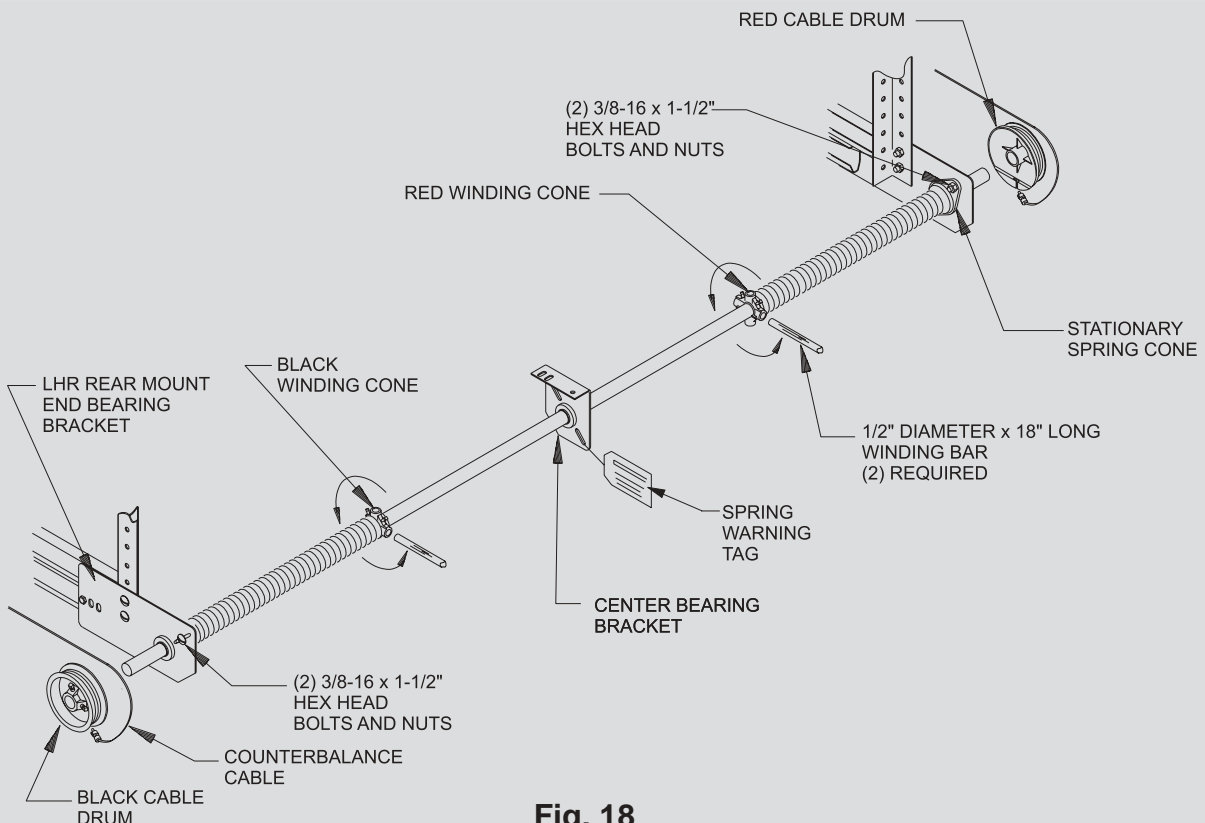 RED CABLE DRUM
(2) 3/8-16 x 1-1/2"
HEX HEAD
BOLTS AND NUTS
RED WINDING CONE
STATIONARY
SPRING CONE
BLACK
WINDING CONE
LHR REAR MOUNT
END BEARING
BRACKET
1/2" DIAMETER x 18" LONG
WINDING BAR
(2) REQUIRED
SPRING
WARNING
TAG
CENTER BEARING
BRACKET
(2) 3/8-16 x 1-1/2"
HEX HEAD
BOLTS AND NUTS
COUNTERBALANCE
CABLE
BLACK CABLE
DRUM
Fig. 18